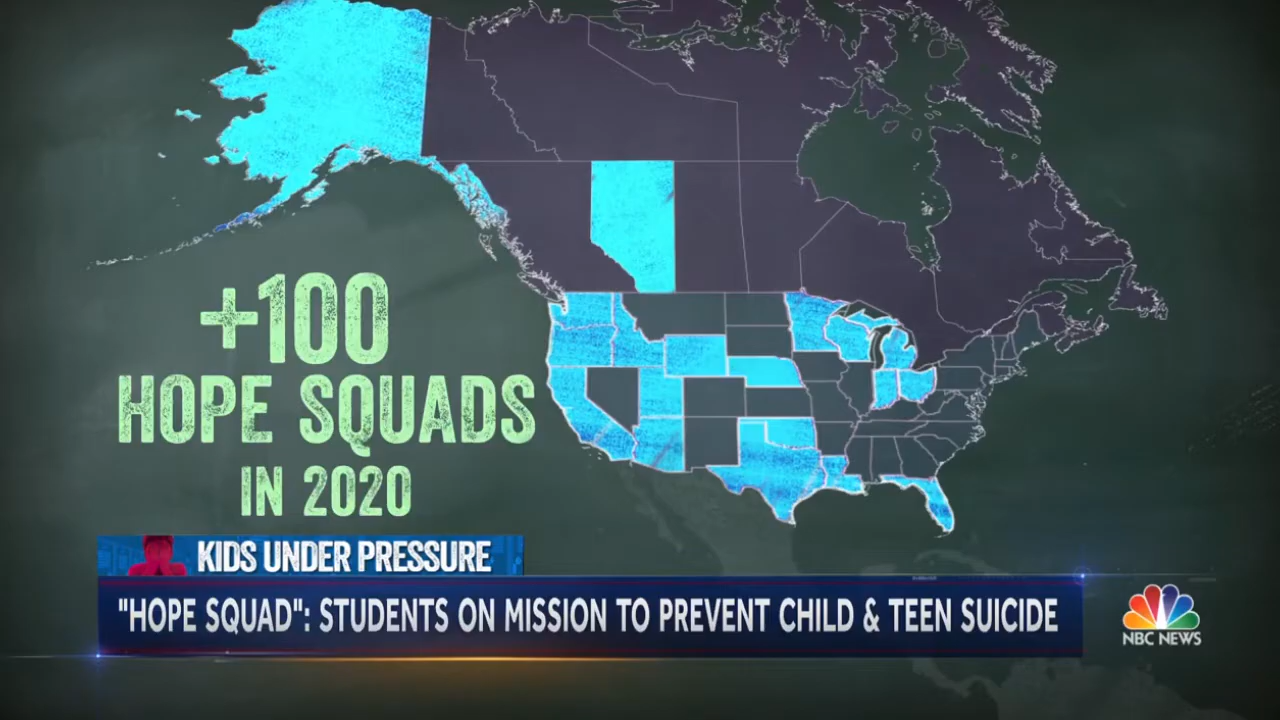 +100
HOPE SQUADS
IN 2020
KIDS UNDER PRESSURE
"HOPE SQUAD": STUDENTS ON MISSION TO PREVENT CHILD & TEEN SUICIDE
NBC NEWS